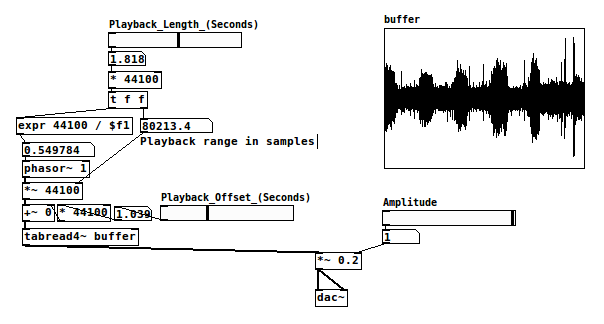 Playback_Length_(Seconds)
1.818
* 44100
t f f
expr 44100 / $f1
80213.4
Playback range in samples
0.549784
phasor~ 1
*~ 44100
Playback_Offset_(Seconds)
+~ 0
* 44100
1.039
tabread4~ buffer
buffer
Amplitude
1
*~ 0.2
dac~